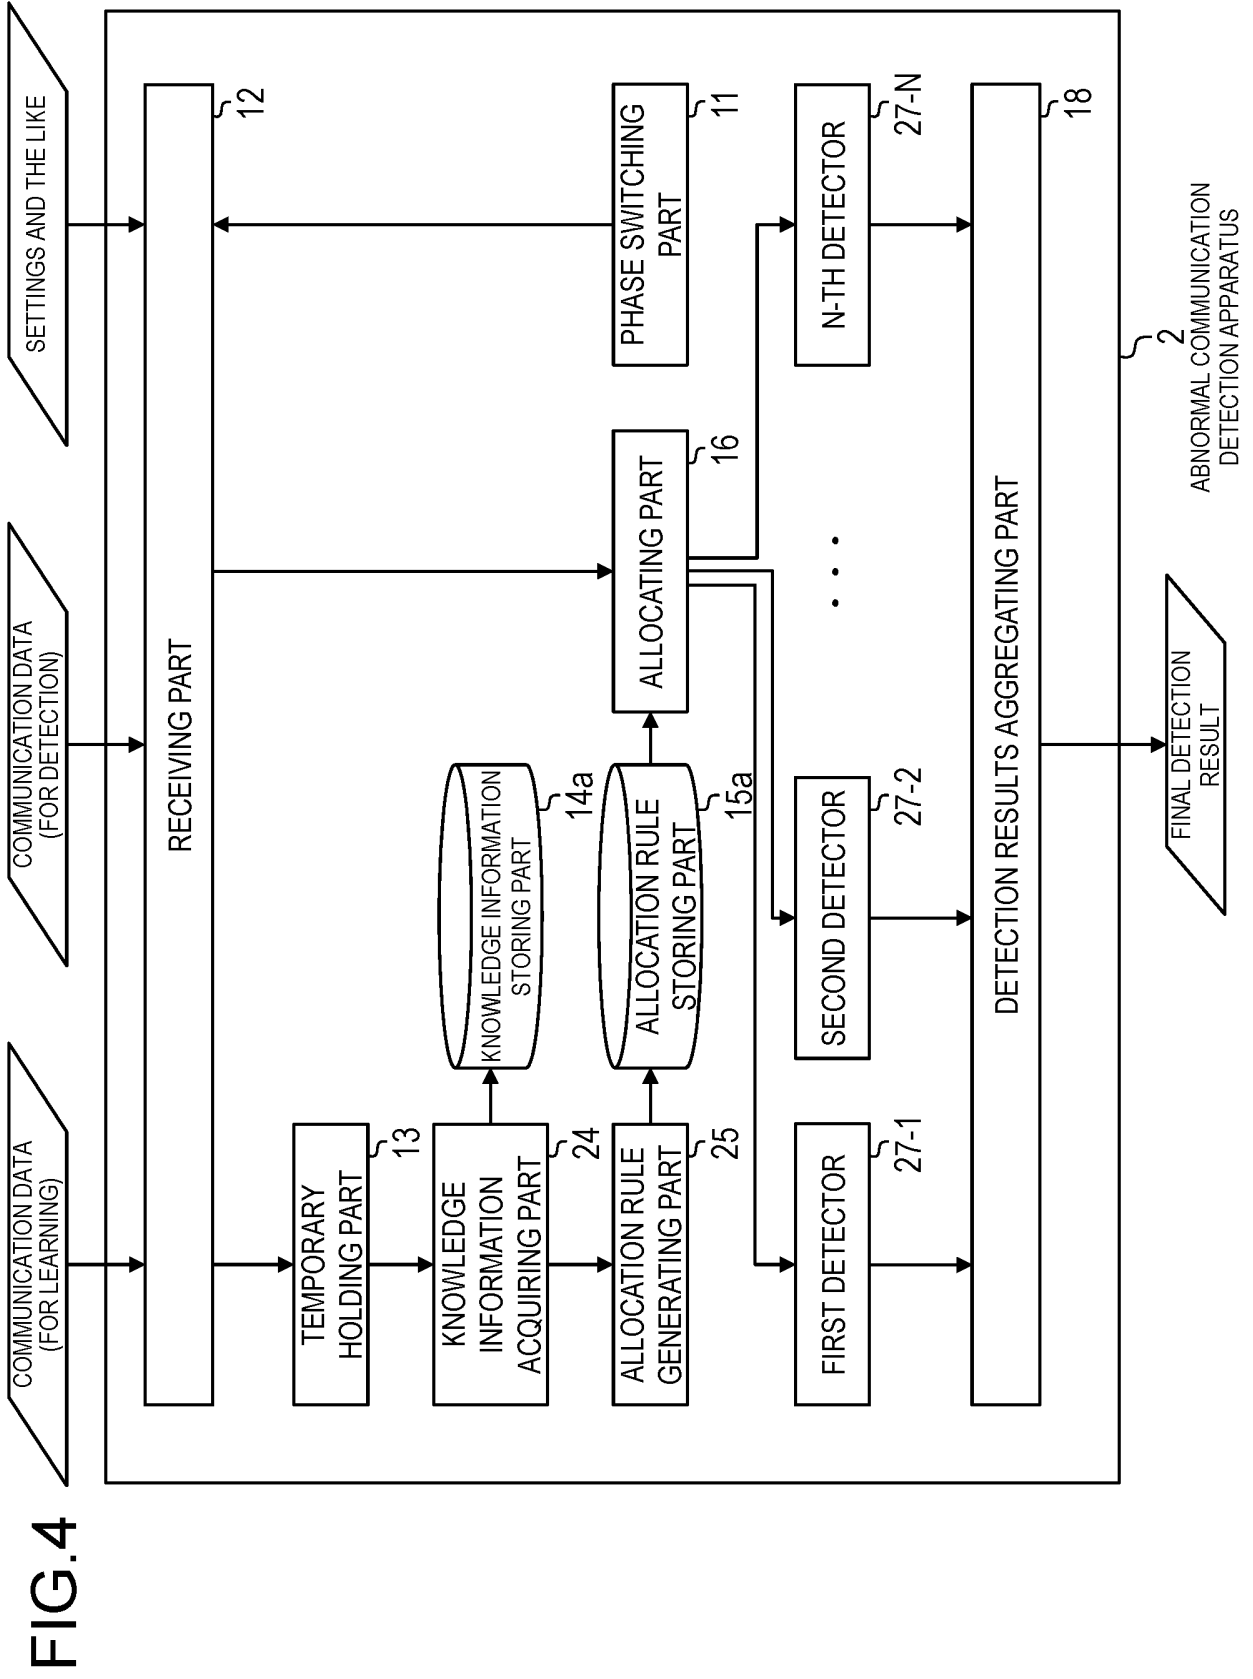 FIG.4
COMMUNICATION DATA
(FOR LEARNING)
COMMUNICATION DATA
(FOR DETECTION)
SETTINGS AND THE LIKE
RECEIVING PART
12
TEMPORARY
HOLDING PART
13
KNOWLEDGE
INFORMATION
ACQUIRING PART
24
KNOWLEDGE INFORMATION
STORING PART
14a
ALLOCATION RULE
GENERATING PART
25
ALLOCATION RULE
STORING PART
15a
ALLOCATING PART
16
PHASE SWITCHING
PART
11
FIRST DETECTOR
27-1
SECOND DETECTOR
27-2
• • •
N-TH DETECTOR
27-N
DETECTION RESULTS AGGREGATING PART
18
FINAL DETECTION
RESULT
2
ABNORMAL COMMUNICATION
DETECTION APPARATUS